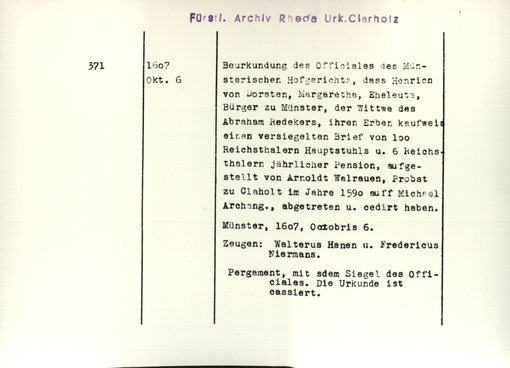 Fürstl. Archiv Rheda Urk.Clarholz
371
1607
Okt. 6
Beurkundung des Officiales des Mün-
sterischen Hofgerichts, dass Henrich
von Dorsten, Margaretha, Eheleute,
Bürger zu Münster, der Wittwe des
Abraham Redekers, ihren Erben kaufweis
einen versiegelten Brief von 100
Reichsthalern Hauptstuhls u. 6 Reichs-
thalern jährlicher Pension, aufge-
stellt von Arnoldt Walrauen, Probst
zu Claholt im Jahre 1590 auff Michael
Archang., abgetreten u. cedirt haben.
Münster, 1607, Octobris 6.
Zeugen: Walterus Hanen u. Fredericus
Niermans.
Pergament, mit sdem Siegel des Offi-
ciales. Die Urkunde ist
cassiert.